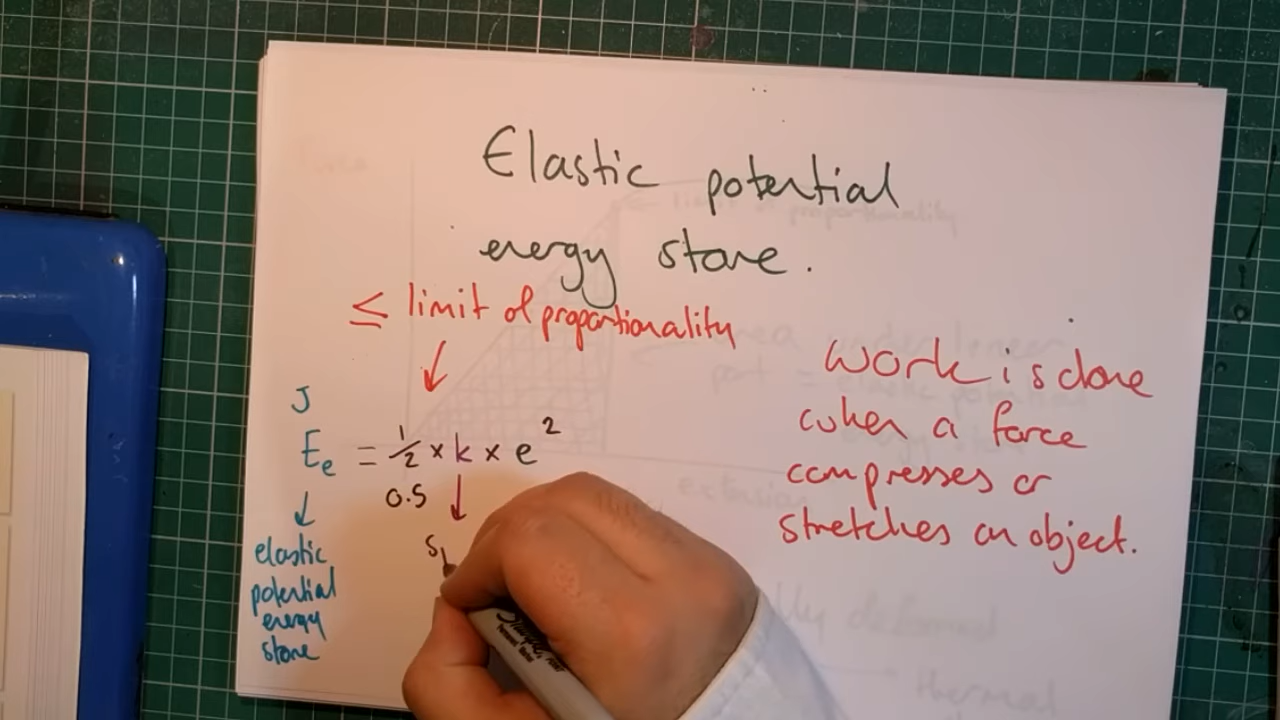 Elastic potential
energy store.
≤ limit of proportionality
↓
J
Ee = 1/2 × k × e²
0.5
↓
↓
elastic
potential
energy
store
Work is done
when a force
compresses or
stretches an object.